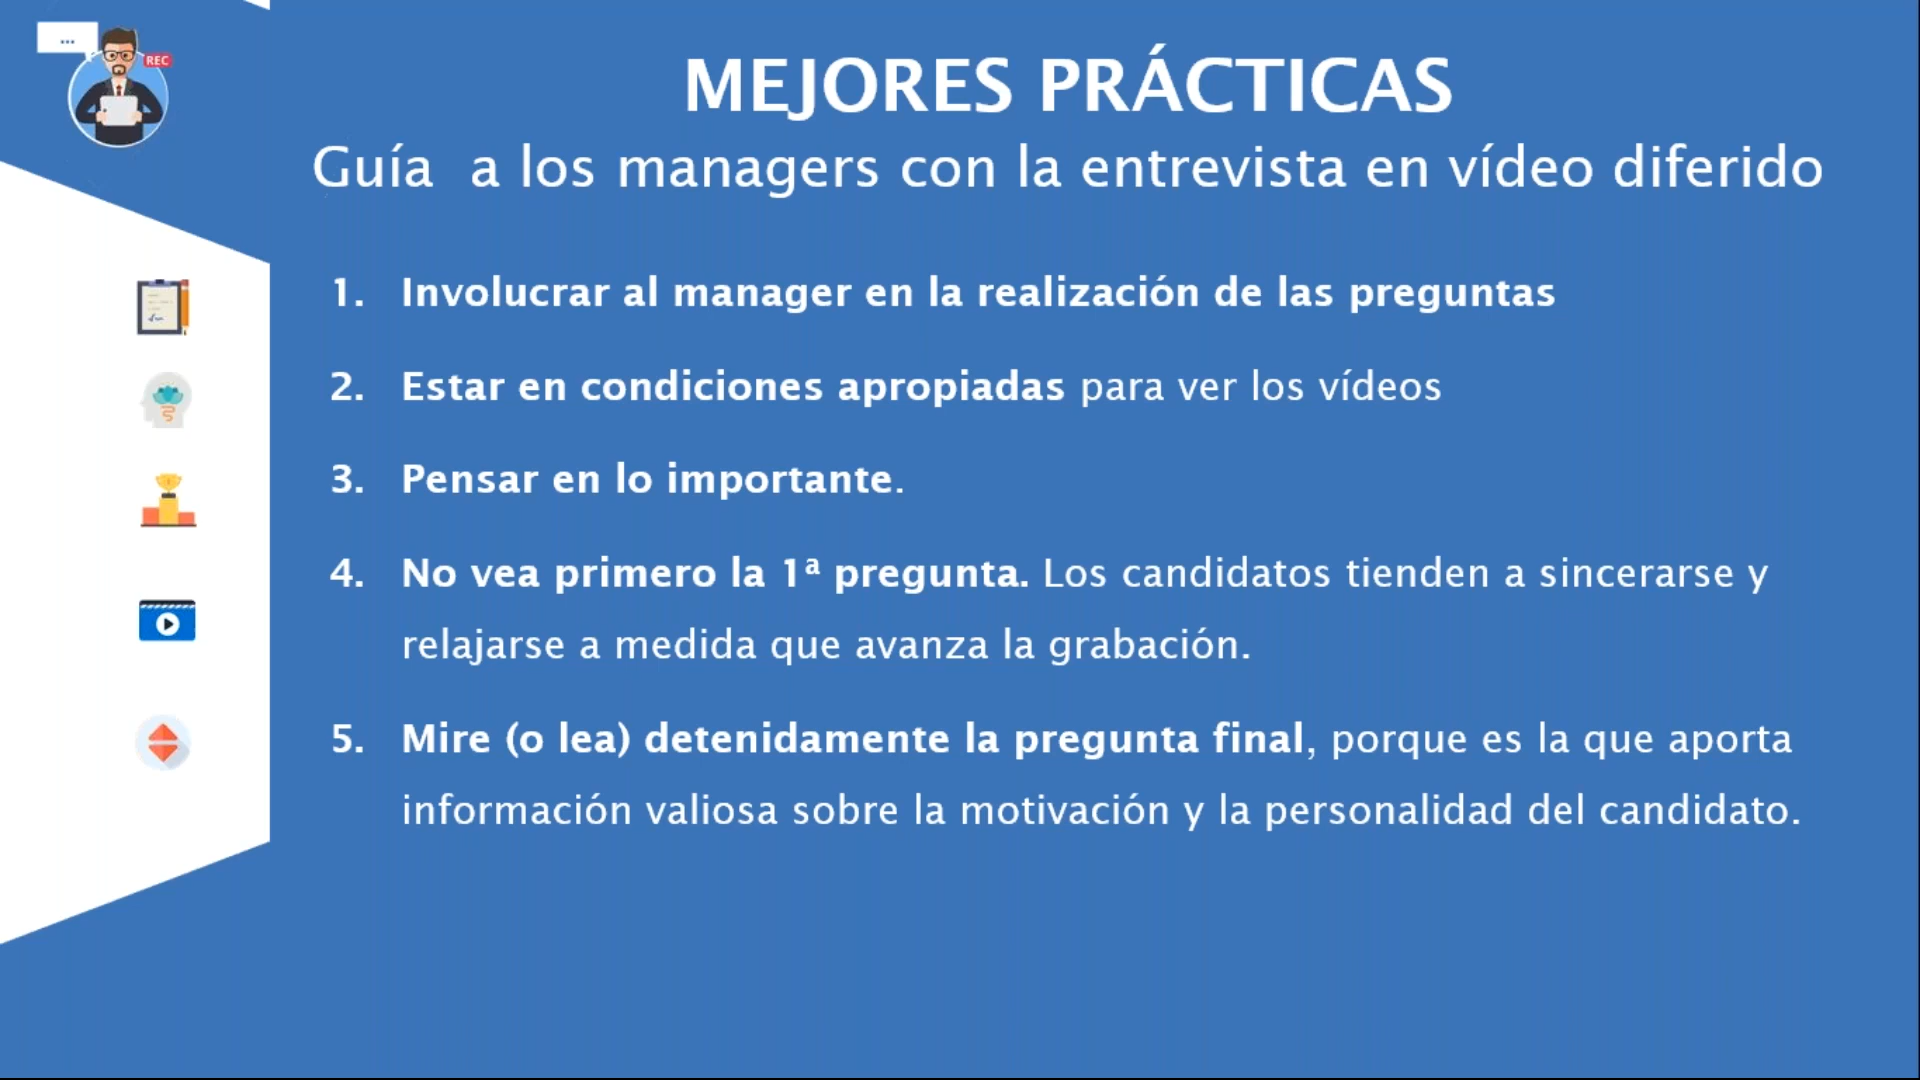 ...
REC
MEJORES PRÁCTICAS
Guía a los managers con la entrevista en vídeo diferido
1. Involucrar al manager en la realización de las preguntas
2. Estar en condiciones apropiadas para ver los vídeos
3. Pensar en lo importante.
4. No vea primero la 1ª pregunta. Los candidatos tienden a sincerarse y
relajarse a medida que avanza la grabación.
5. Mire (o lea) detenidamente la pregunta final, porque es la que aporta
información valiosa sobre la motivación y la personalidad del candidato.